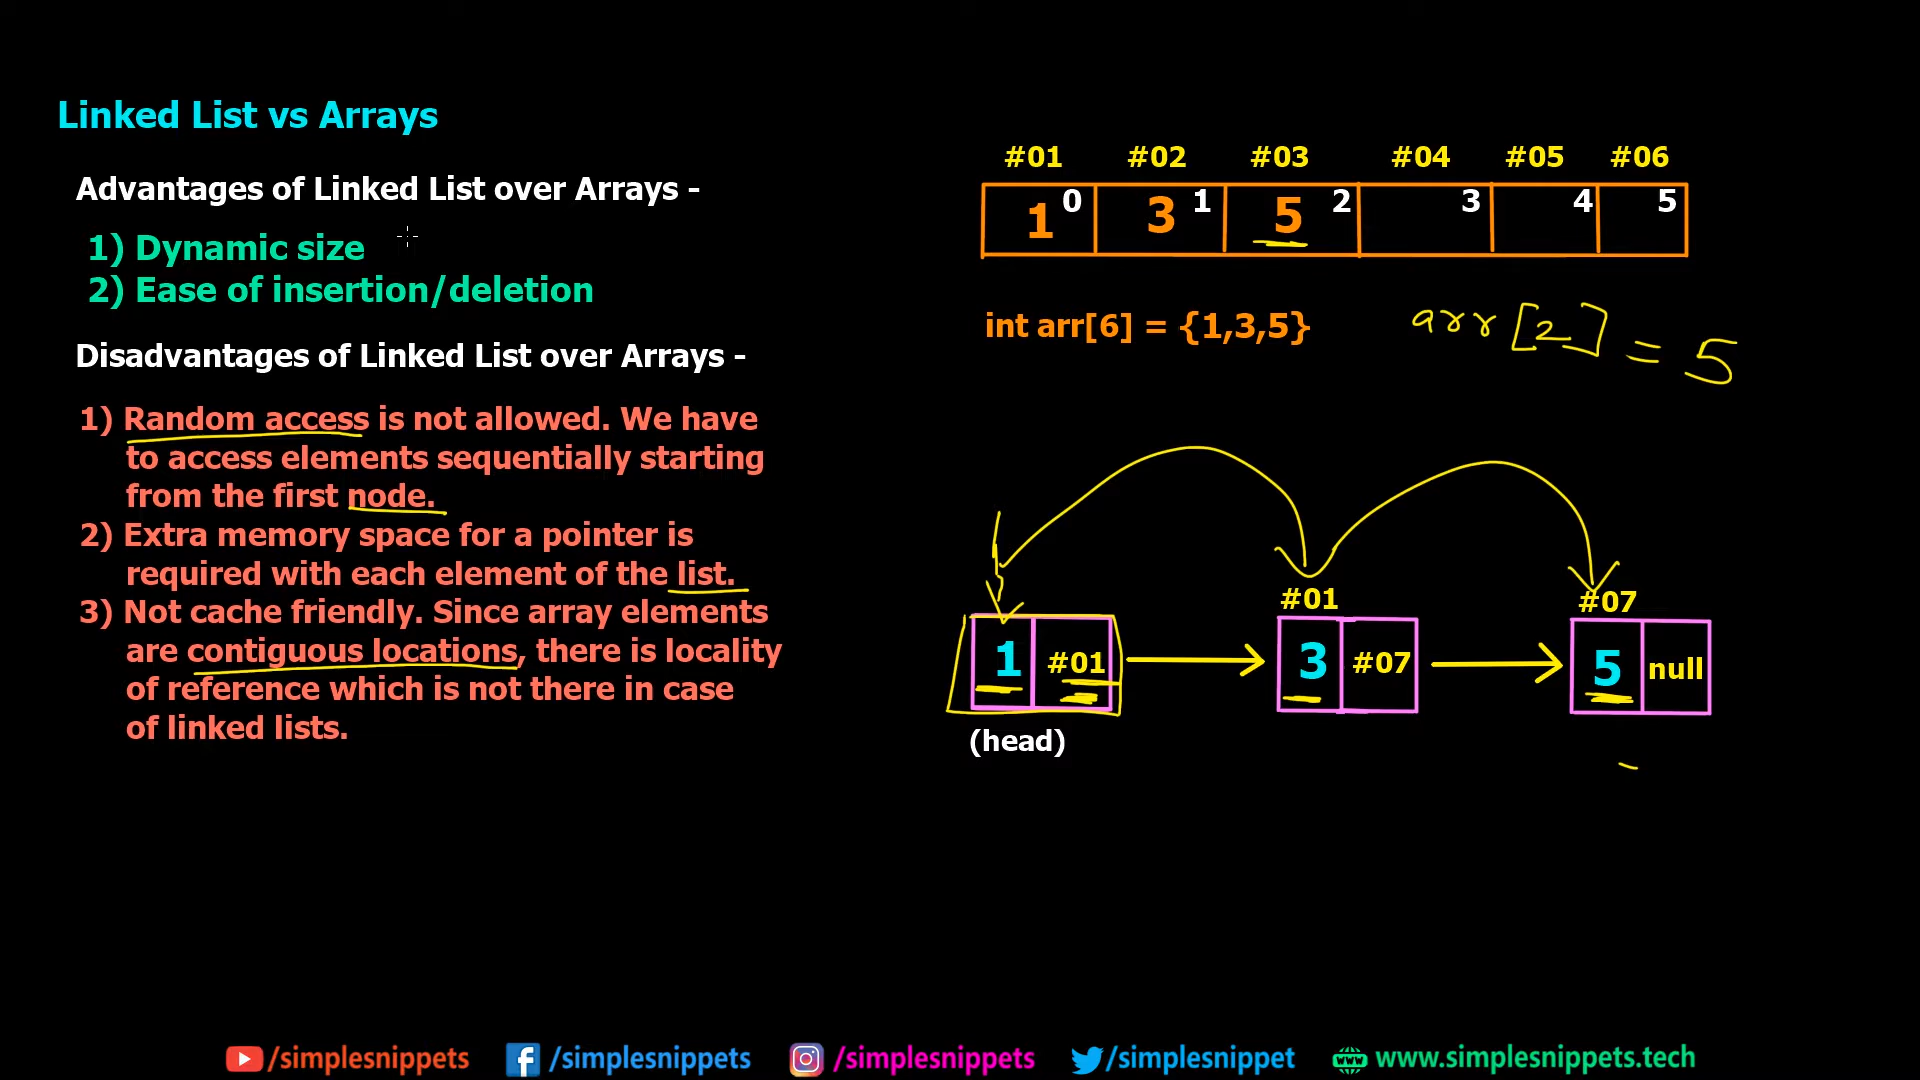 Linked List vs Arrays
Advantages of Linked List over Arrays -
1) Dynamic size
2) Ease of insertion/deletion
Disadvantages of Linked List over Arrays -
1) Random access is not allowed. We have
to access elements sequentially starting
from the first node.
2) Extra memory space for a pointer is
required with each element of the list.
3) Not cache friendly. Since array elements
are contiguous locations, there is locality
of reference which is not there in case
of linked lists.
#01 #02 #03 #04 #05 #06
1 0 3 1 5 2 3 4 5
int arr[6] = {1,3,5}
arr[2] = 5
#01 #07
1 #01 3 #07 5 null
(head)
/simplesnippets /simplesnippets /simplesnippets /simplesnippet www.simplesnippets.tech